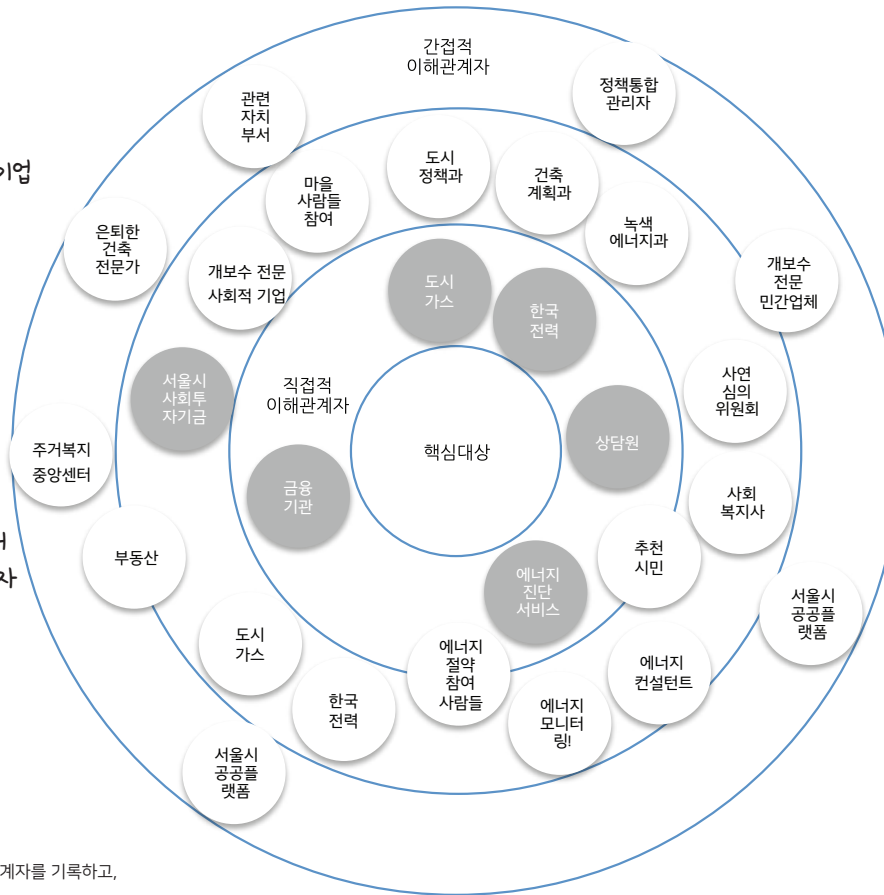 간접적
이해관계자
정책통합
관리자
관련
자치
부서
도시
정책과
건축
계획과
마을
사람들
참여
녹색
에너지과
은퇴한
건축
전문가
개보수 전문
사회적 기업
개보수
전문
민간업체
도시
가스
한국
전력
서울시
사회투
자기금
직접적
이해관계자
사연
심의
위원회
주거복지
중앙센터
핵심대상
상담원
금융
기관
사회
복지사
부동산
추천
시민
에너지
진단
서비스
서울시
공공플
랫폼
도시
가스
에너지
절약
참여
사람들
에너지
컨설턴트
한국
전력
에너지
모니터
링!
서울시
공공플
랫폼
계자를 기록하고,